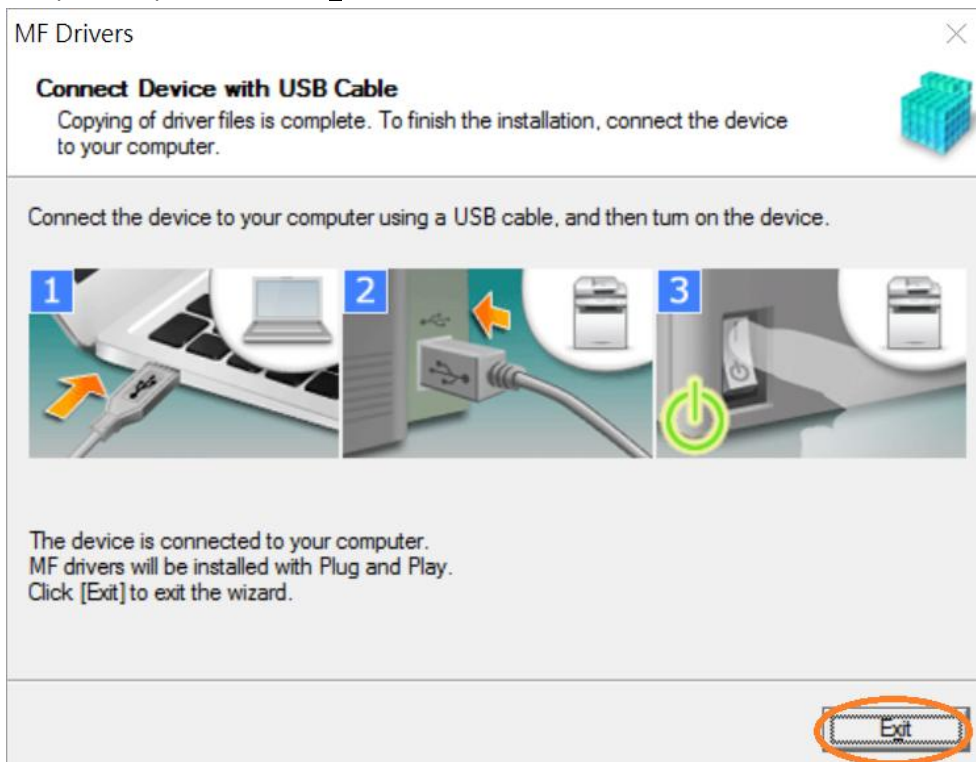 MF Drivers
Connect Device with USB Cable
Copying of driver files is complete. To finish the installation, connect the device
to your computer.
Connect the device to your computer using a USB cable, and then turn on the device.
1
2
3
The device is connected to your computer.
MF drivers will be installed with Plug and Play.
Click [Exit] to exit the wizard.
Exit